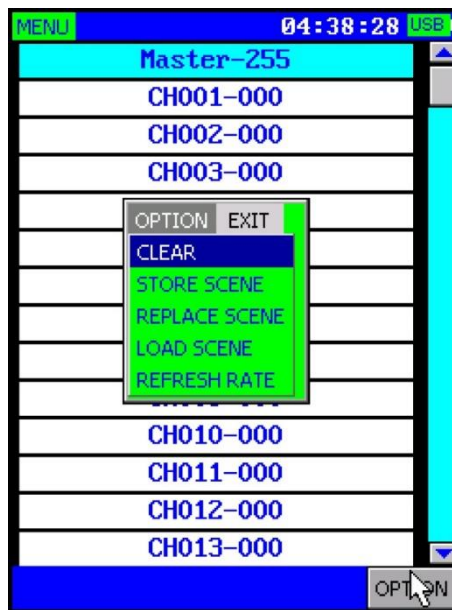 MENU 04:38:28 USB
Master-255
CH001-000
CH002-000
CH003-000
OPTION EXIT
CLEAR
STORE SCENE
REPLACE SCENE
LOAD SCENE
REFRESH RATE
CH010-000
CH011-000
CH012-000
CH013-000
OPTION